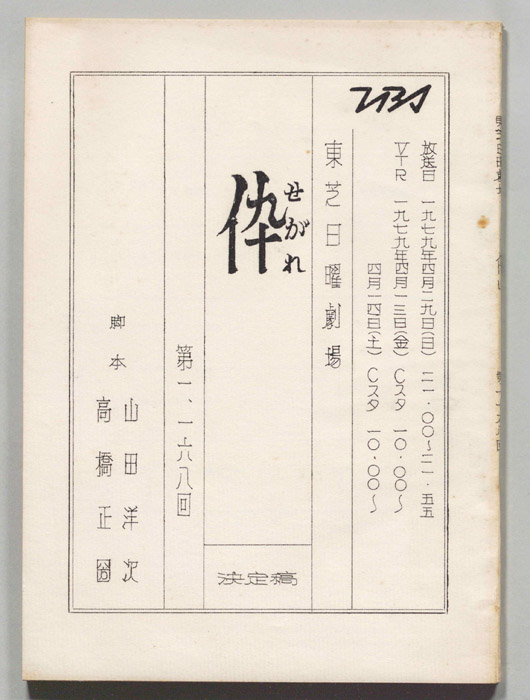 TBS
放送日 一九七九年四月二九日(日) 二一・〇〇〜二一・五五
VTR 一九七九年四月一三日(金) Cスタ 一〇・〇〇〜
四月一四日(土) Cスタ 一〇・〇〇〜
東芝日曜劇場
せがれ
伜
決定稿
第一、一六八回
脚本
山田洋次
高橋正圀